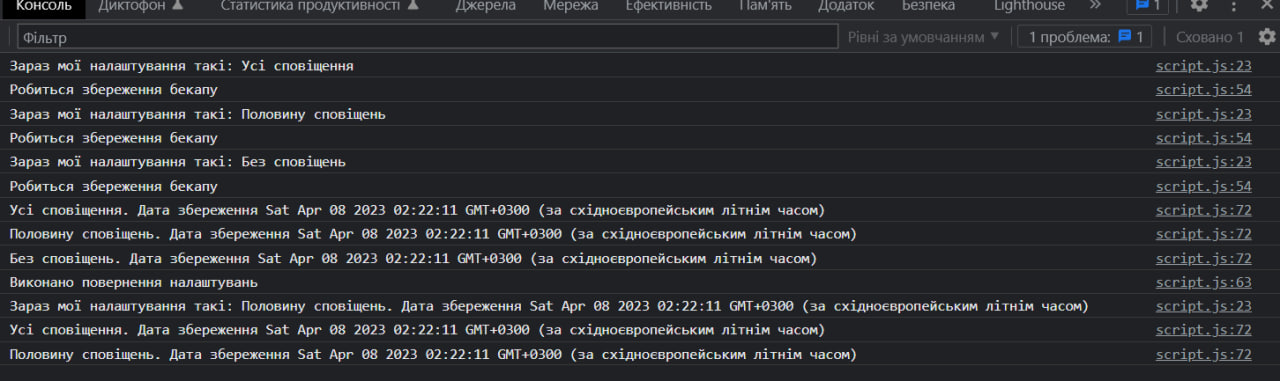 Консоль Диктофон Статистика продуктивності Джерела Мережа Ефективність Пам'ять Додаток Безпека Lighthouse » 1
Фільтр Рівні за умовчанням ▼ 1 проблема: 1 Сховано 1
Зараз мої налаштування такі: Усі сповіщення script.js:23
Робиться збереження бекапу script.js:54
Зараз мої налаштування такі: Половину сповіщень script.js:23
Робиться збереження бекапу script.js:54
Зараз мої налаштування такі: Без сповіщень script.js:23
Робиться збереження бекапу script.js:54
Усі сповіщення. Дата збереження Sat Apr 08 2023 02:22:11 GMT+0300 (за східноєвропейським літнім часом) script.js:72
Половину сповіщень. Дата збереження Sat Apr 08 2023 02:22:11 GMT+0300 (за східноєвропейським літнім часом) script.js:72
Без сповіщень. Дата збереження Sat Apr 08 2023 02:22:11 GMT+0300 (за східноєвропейським літнім часом) script.js:72
Виконано повернення налаштувань script.js:63
Зараз мої налаштування такі: Половину сповіщень. Дата збереження Sat Apr 08 2023 02:22:11 GMT+0300 (за східноєвропейським літнім часом) script.js:23
Усі сповіщення. Дата збереження Sat Apr 08 2023 02:22:11 GMT+0300 (за східноєвропейським літнім часом) script.js:72
Половину сповіщень. Дата збереження Sat Apr 08 2023 02:22:11 GMT+0300 (за східноєвропейським літнім часом) script.js:72